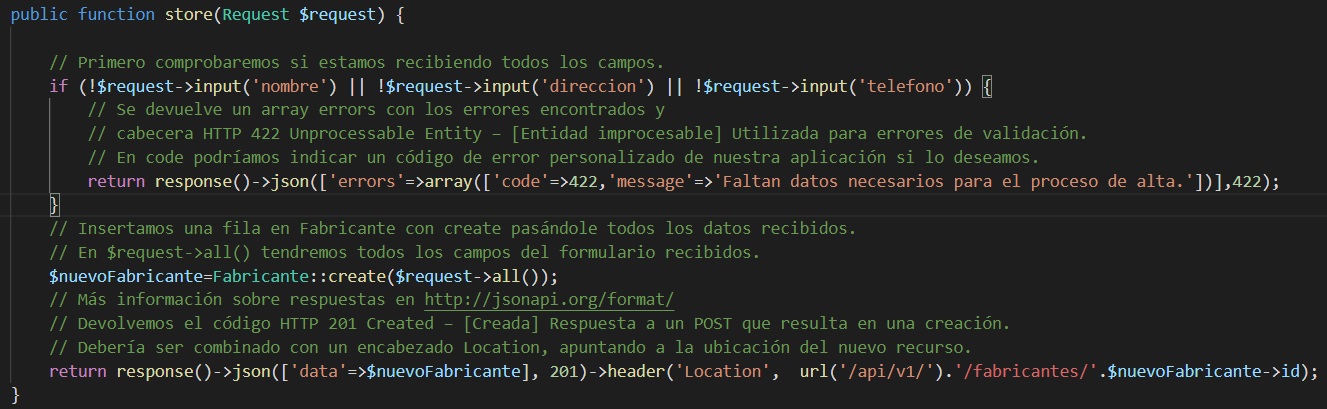 public function store(Request $request) {
// Primero comprobaremos si estamos recibiendo todos los campos.
if (!$request->input('nombre') || !$request->input('direccion') || !$request->input('telefono')) {
// Se devuelve un array errors con los errores encontrados y
// cabecera HTTP 422 Unprocessable Entity – [Entidad improcesable] Utilizada para errores de validación.
// En code podríamos indicar un código de error personalizado de nuestra aplicación si lo deseamos.
return response()->json(['errors'=>array(['code'=>422,'message'=>'Faltan datos necesarios para el proceso de alta.'])],422);
}
// Insertamos una fila en Fabricante con create pasándole todos los datos recibidos.
// En $request->all() tendremos todos los campos del formulario recibidos.
$nuevoFabricante=Fabricante::create($request->all());
// Más información sobre respuestas en http://jsonapi.org/format/
// Devolvemos el código HTTP 201 Created – [Creada] Respuesta a un POST que resulta en una creación.
// Debería ser combinado con un encabezado Location, apuntando a la ubicación del nuevo recurso.
return response()->json(['data'=>$nuevoFabricante], 201)->header('Location',  url('/api/v1/').'/fabricantes/'.$nuevoFabricante->id);
}